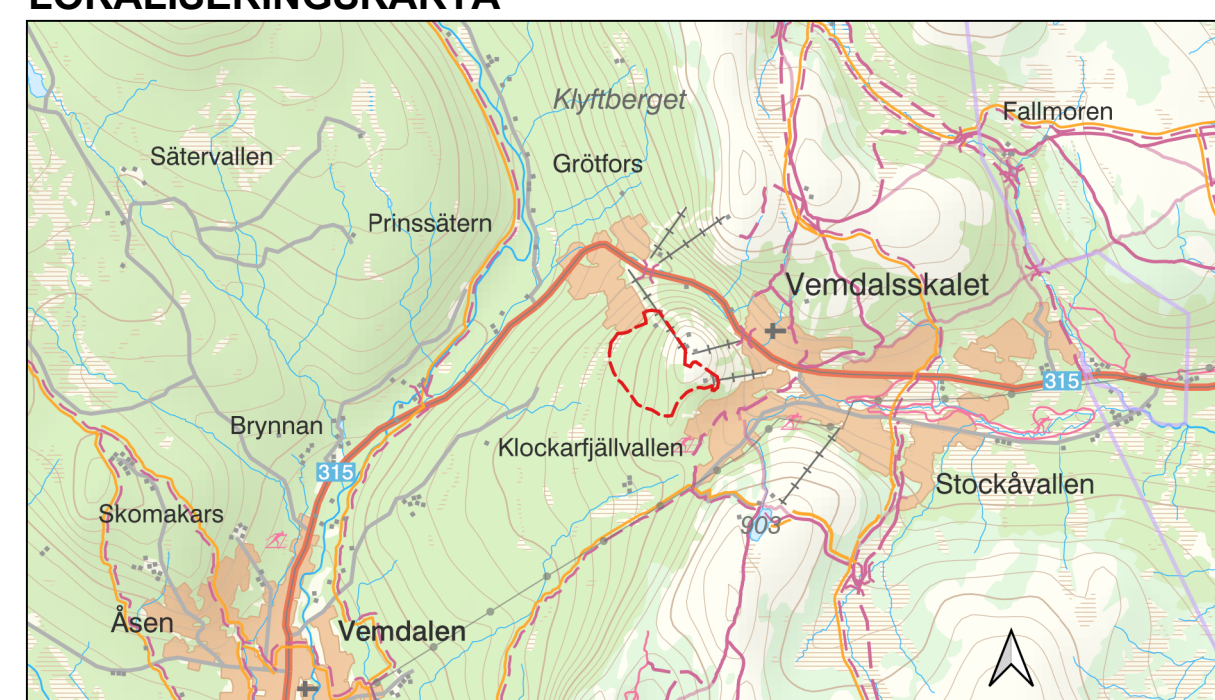 LOKALISERINGSKARTA
Klyftberget
Fallmoren
Sätervallen
Grötfors
Prinssätern
Vemdalsskalet
315
Brynnan
Klockarfjällvallen
315
Stockåvallen
Skomakars
903
Åsen
Vemdalen